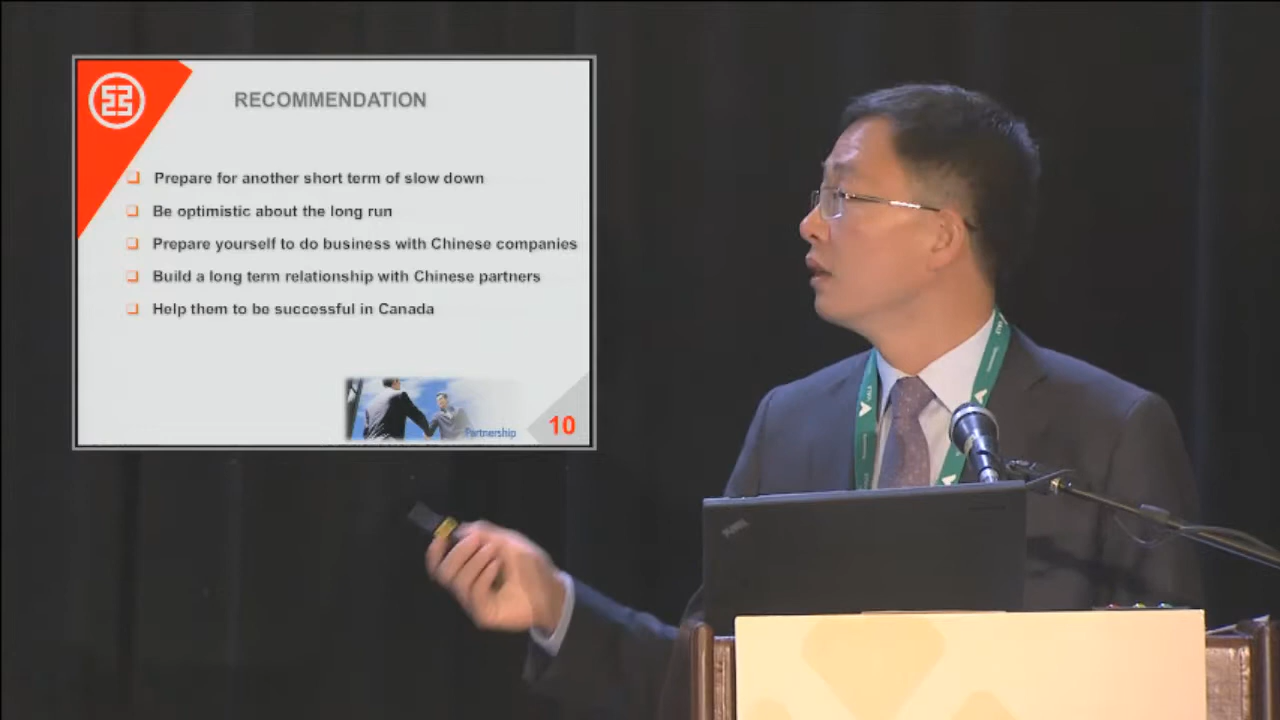 RECOMMENDATION
Prepare for another short term of slow down
Be optimistic about the long run
Prepare yourself to do business with Chinese companies
Build a long term relationship with Chinese partners
Help them to be successful in Canada
Partnership
10